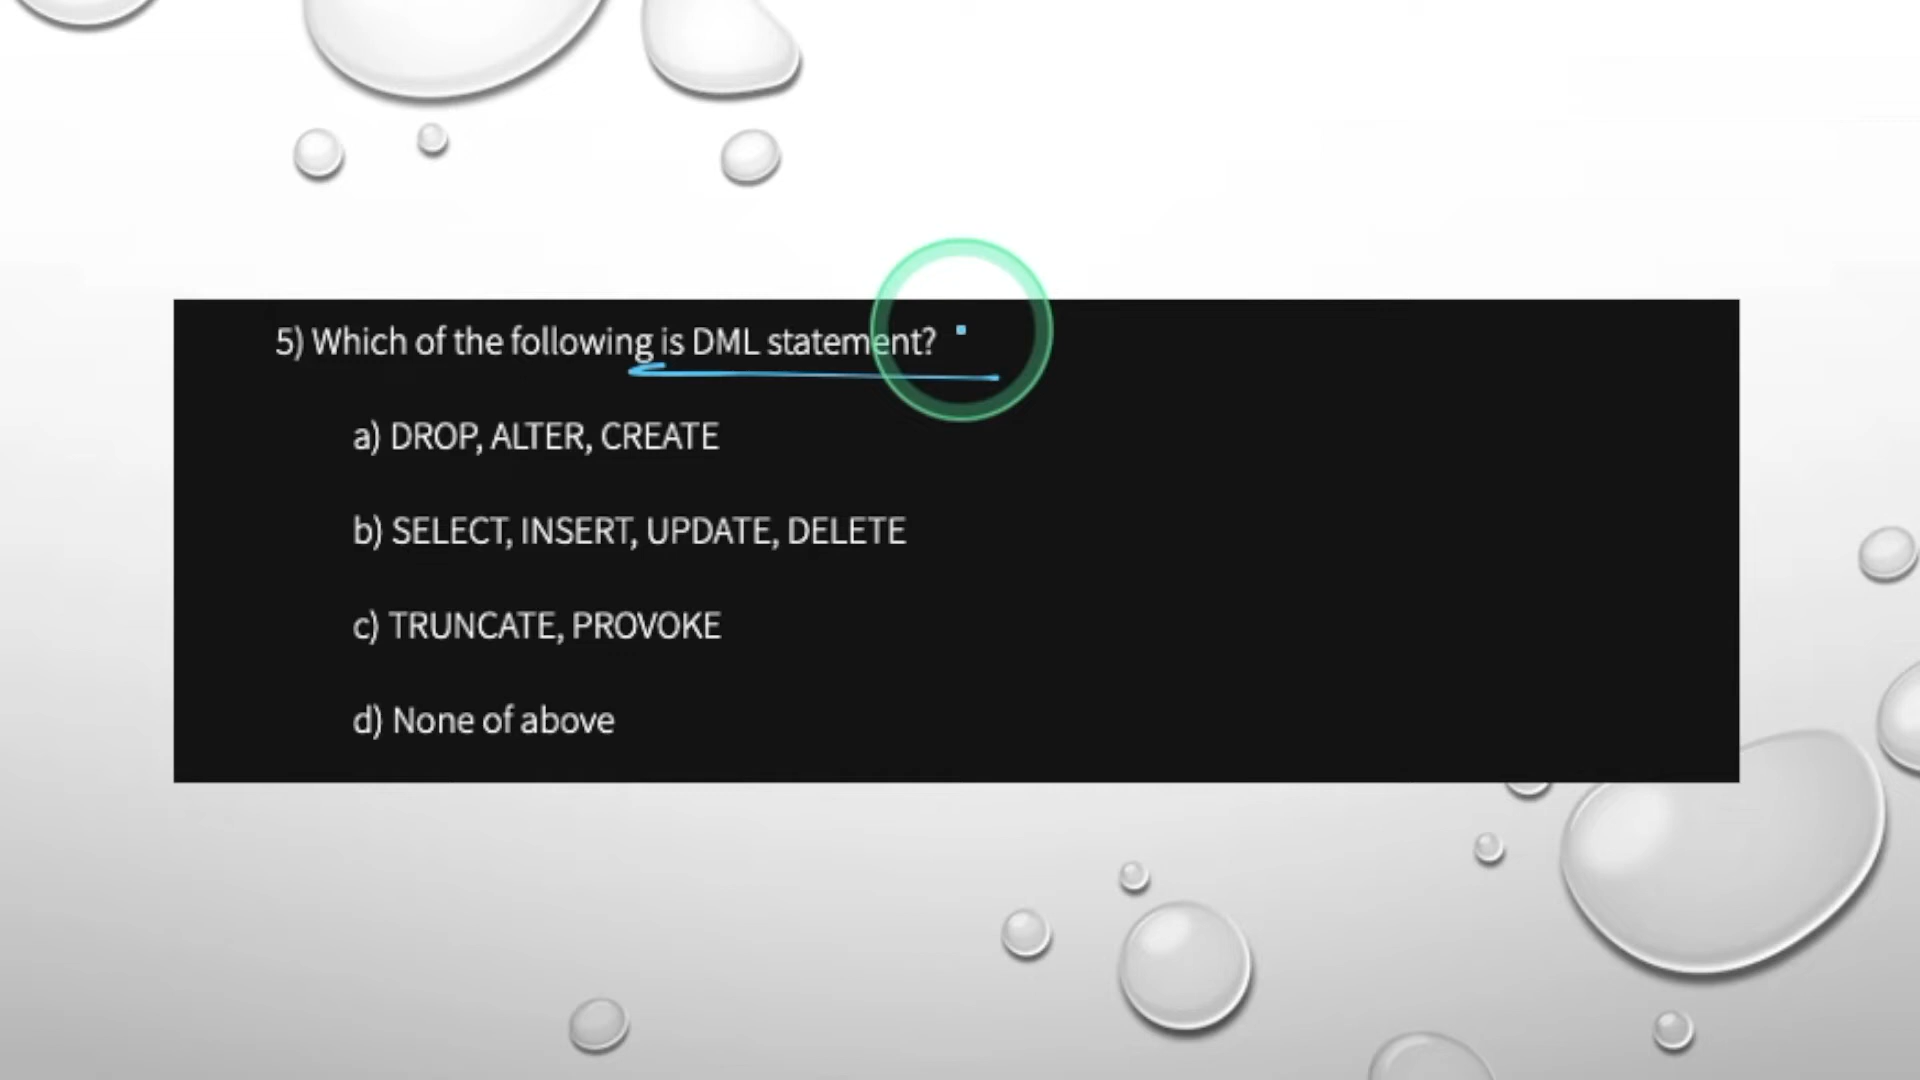 5) Which of the following is DML statement?
a) DROP, ALTER, CREATE
b) SELECT, INSERT, UPDATE, DELETE
c) TRUNCATE, PROVOKE
d) None of above